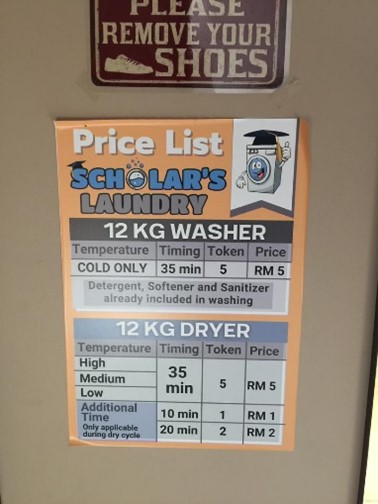 PLEASE
REMOVE YOUR
SHOES
Price List
SCHOLAR'S
LAUNDRY
12 KG WASHER
Temperature Timing Token Price
COLD ONLY 35 min 5 RM 5
Detergent, Softener and Sanitizer
already included in washing
12 KG DRYER
Temperature Timing Token Price
High
Medium
Low
35
min
5 RM 5
Additional
Time
Only applicable
during dry cycle
10 min 1 RM 1
20 min 2 RM 2